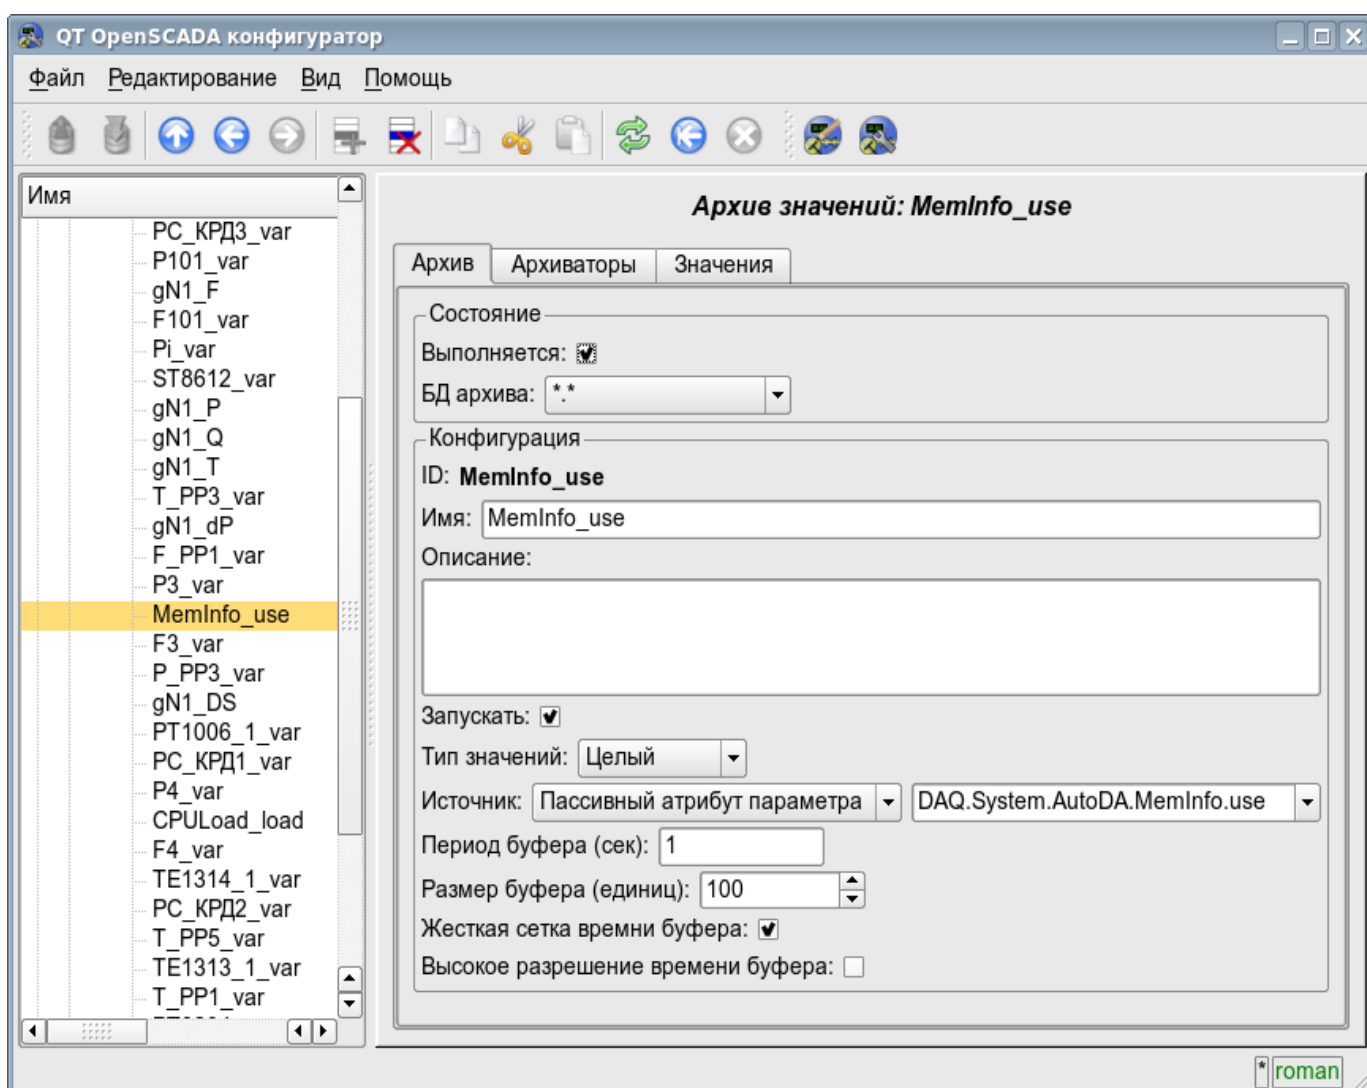 QT OpenSCADA конфигуратор
Файл Редактирование Вид Помощь
Имя
PC_КРД3_var
P101_var
gN1_F
F101_var
Pi_var
ST8612_var
gN1_P
gN1_Q
gN1_T
T_PP3_var
gN1_dP
F_PP1_var
P3_var
MemInfo_use
F3_var
P_PP3_var
gN1_DS
PT1006_1_var
PC_КРД1_var
P4_var
CPULoad_load
F4_var
TE1314_1_var
PC_КРД2_var
T_PP5_var
TE1313_1_var
T_PP1_var
Архив значений: MemInfo_use
Архив Архиваторы Значения
Состояние
Выполняется:
БД архива: *.*
Конфигурация
ID: MemInfo_use
Имя: MemInfo_use
Описание:
Запускать:
Тип значений: Целый
Источник: Пассивный атрибут параметра DAQ.System.AutoDA.MemInfo.use
Период буфера (сек): 1
Размер буфера (единиц): 100
Жесткая сетка времни буфера:
Высокое разрешение времени буфера:
* roman